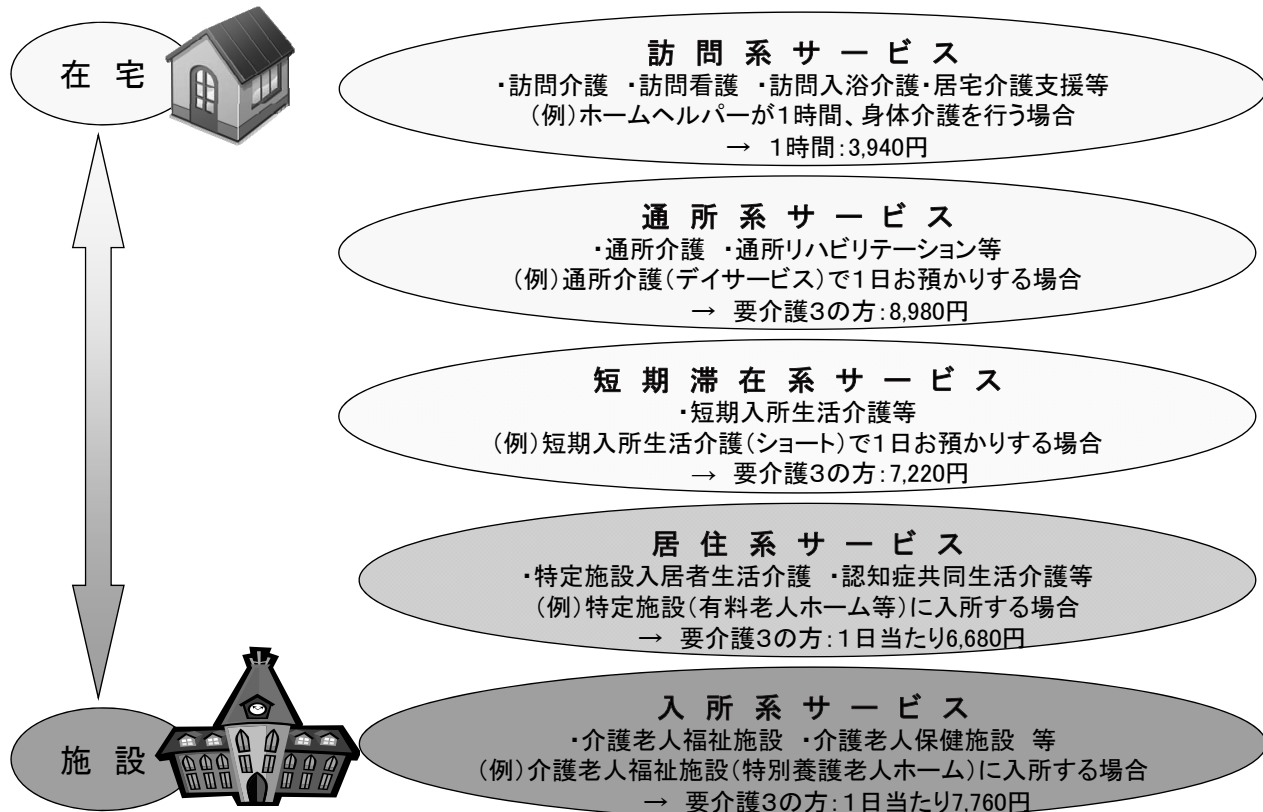 在 宅
訪 問 系 サ ー ビ ス
・訪問介護 ・訪問看護 ・訪問入浴介護・居宅介護支援等
(例)ホームヘルパーが1時間、身体介護を行う場合
→ 1時間:3,940円
通 所 系 サ ー ビ ス
・通所介護 ・通所リハビリテーション等
(例)通所介護(デイサービス)で1日お預かりする場合
→ 要介護3の方:8,980円
短 期 滞 在 系 サ ー ビ ス
・短期入所生活介護等
(例)短期入所生活介護(ショート)で1日お預かりする場合
→ 要介護3の方:7,220円
居 住 系 サ ー ビ ス
・特定施設入居者生活介護 ・認知症共同生活介護等
(例)特定施設(有料老人ホーム等)に入所する場合
→ 要介護3の方:1日当たり6,680円
施 設
入 所 系 サ ー ビ ス
・介護老人福祉施設 ・介護老人保健施設 等
(例)介護老人福祉施設(特別養護老人ホーム)に入所する場合
→ 要介護3の方:1日当たり7,760円